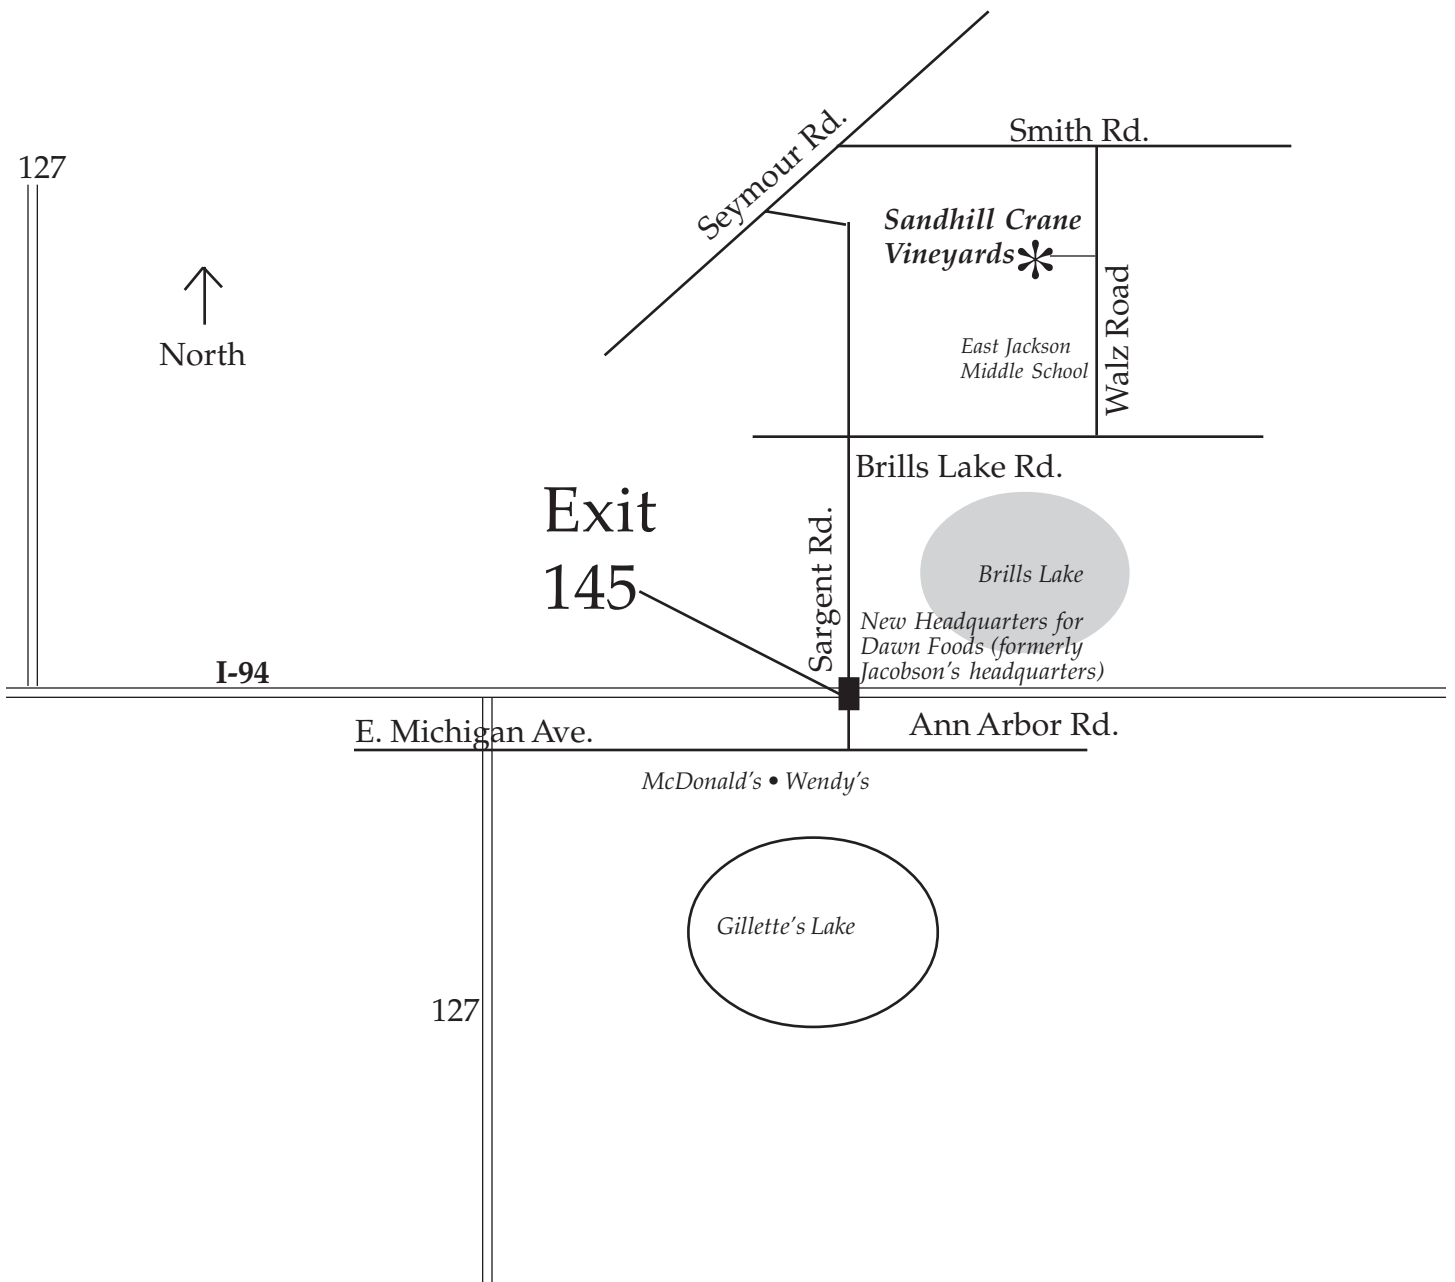 Smith Rd.
Seymour Rd.
127
Sandhill Crane
Vineyards
Walz Road
North
East Jackson
Middle School
Brills Lake Rd.
Exit
145
Sargent Rd.
Brills Lake
New Headquarters for
Dawn Foods (formerly
Jacobson's headquarters)
I-94
E. Michigan Ave.
Ann Arbor Rd.
McDonald's • Wendy's
Gillette's Lake
127